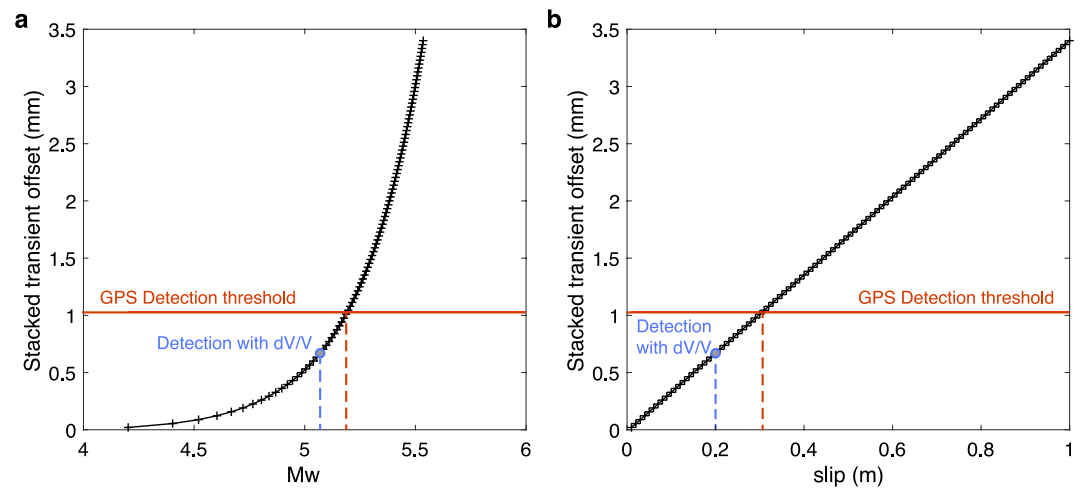 a
3.5
3
2.5
2
1.5
1
0.5
0
Stacked transient offset (mm)
GPS Detection threshold
Detection with dV/V
4
4.5
5
5.5
6
Mw
b
3.5
3
2.5
2
1.5
1
0.5
0
Stacked transient offset (mm)
GPS Detection threshold
Detection
with dV/V
0
0.2
0.4
0.6
0.8
1
slip (m)